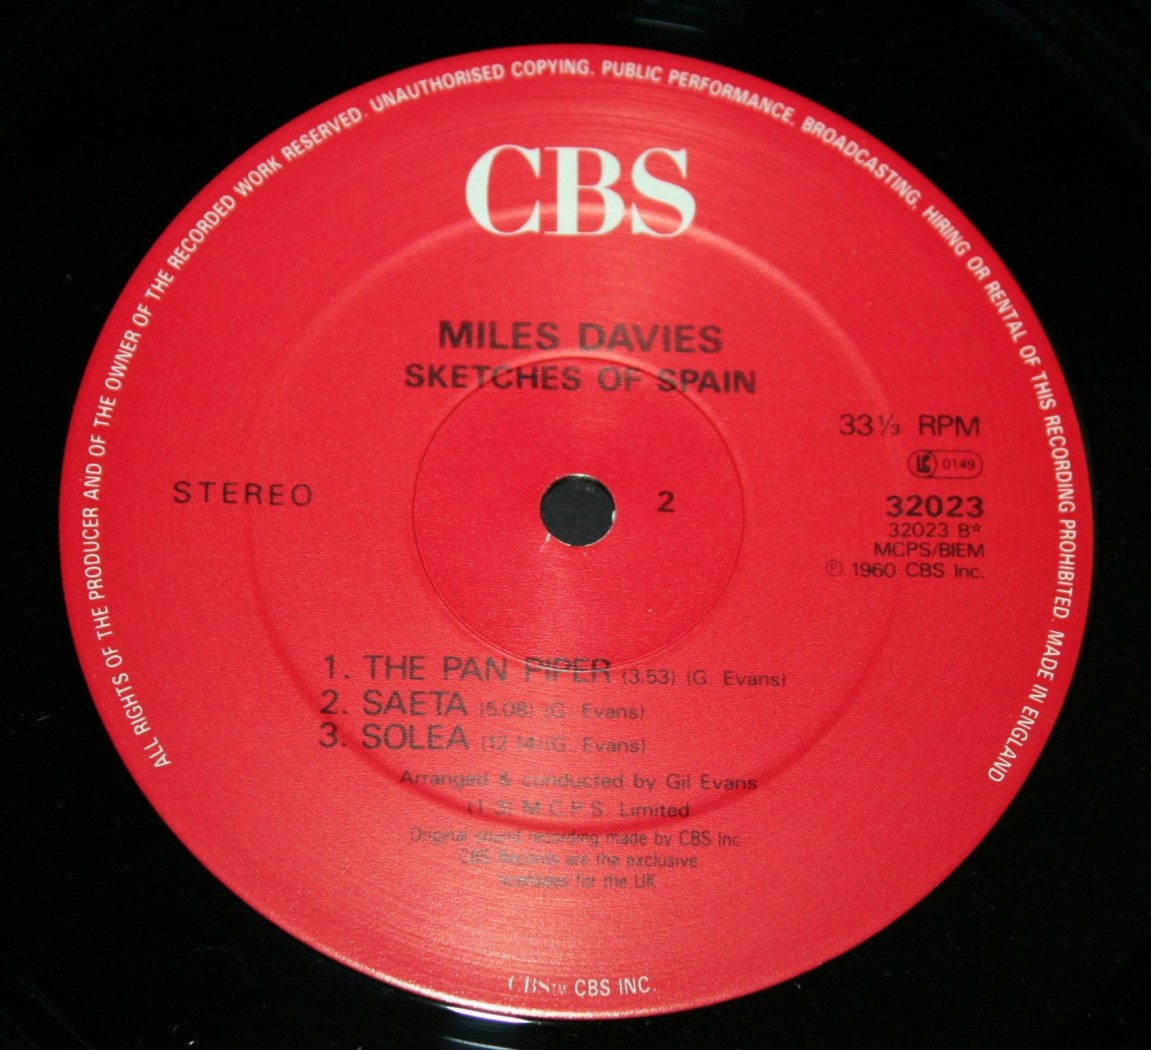 ALL RIGHTS OF THE PRODUCER AND OF THE OWNER OF THE RECORDED WORK RESERVED. UNAUTHORISED COPYING. PUBLIC PERFORMANCE. BROADCASTING. HIRING OR RENTAL OF THIS RECORDING PROHIBITED. MADE IN ENGLAND
CBS
MILES DAVIES
SKETCHES OF SPAIN
33⅓ RPM
LC 0149
STEREO
2
32023
32023 B☆
MCPS/BIEM
℗ 1960 CBS Inc.
1. THE PAN PIPER (3.53) (G. Evans)
2. SAETA (5.08) (G. Evans)
3. SOLEA (12.14) (G. Evans)
Arranged & conducted by Gil Evans
(1-3) M.C.P.S. Limited
Original sound recording made by CBS Inc
CBS Records are the exclusive
for the UK
CBS™ CBS INC.